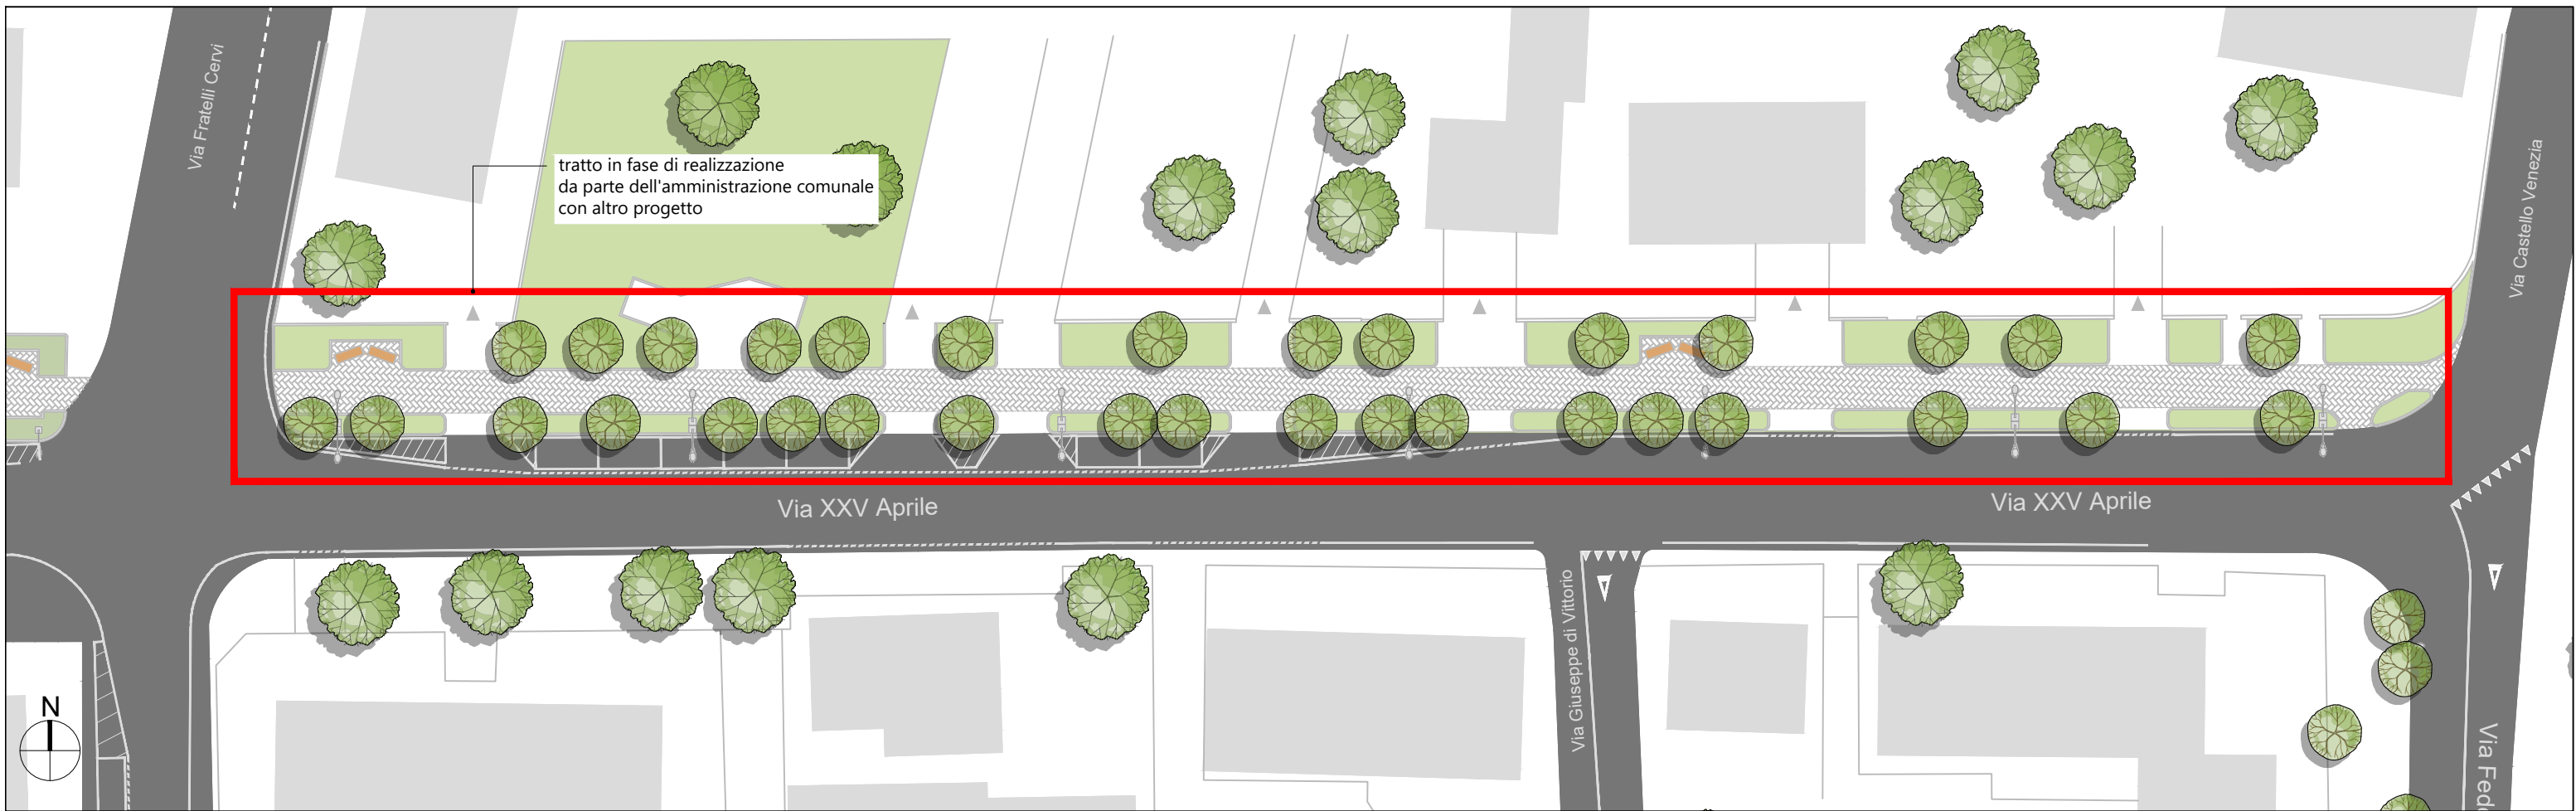 Via Fratelli Cervi
tratto in fase di realizzazione
da parte dell'amministrazione comunale
con altro progetto
Via Castello Venezia
Via XXV Aprile
Via XXV Aprile
Via Giuseppe di Vittorio
N
Via